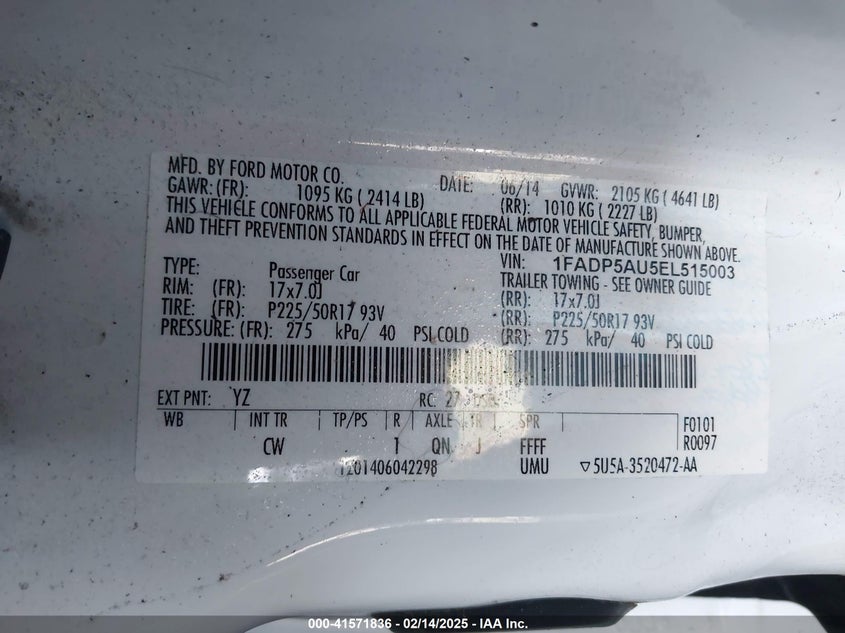 MFD. BY FORD MOTOR CO.
DATE: 06/14 GVWR: 2105 KG ( 4641 LB)
GAWR: (FR): 1095 KG ( 2414 LB) (RR): 1010 KG ( 2227 LB)
THIS VEHICLE CONFORMS TO ALL APPLICABLE FEDERAL MOTOR VEHICLE SAFETY, BUMPER,
AND THEFT PREVENTION STANDARDS IN EFFECT ON THE DATE OF MANUFACTURE SHOWN ABOVE.
VIN: 1FADP5AU5EL515003
TYPE: Passenger Car TRAILER TOWING - SEE OWNER GUIDE
RIM: (FR): 17x7.0J (RR): 17x7.0J
TIRE: (FR): P225/50R17 93V (RR): P225/50R17 93V
PRESSURE: (FR): 275 kPa/ 40 PSI COLD (RR): 275 kPa/ 40 PSI COLD
EXT PNT: YZ RC: 27
WB INT TR TP/PS R AXLE TR SPR F0101
CW 1 QN J FFFF R0097
1201406042298 UMU ▽5U5A-3520472-AA
000-41571836 - 02/14/2025 - IAA Inc.